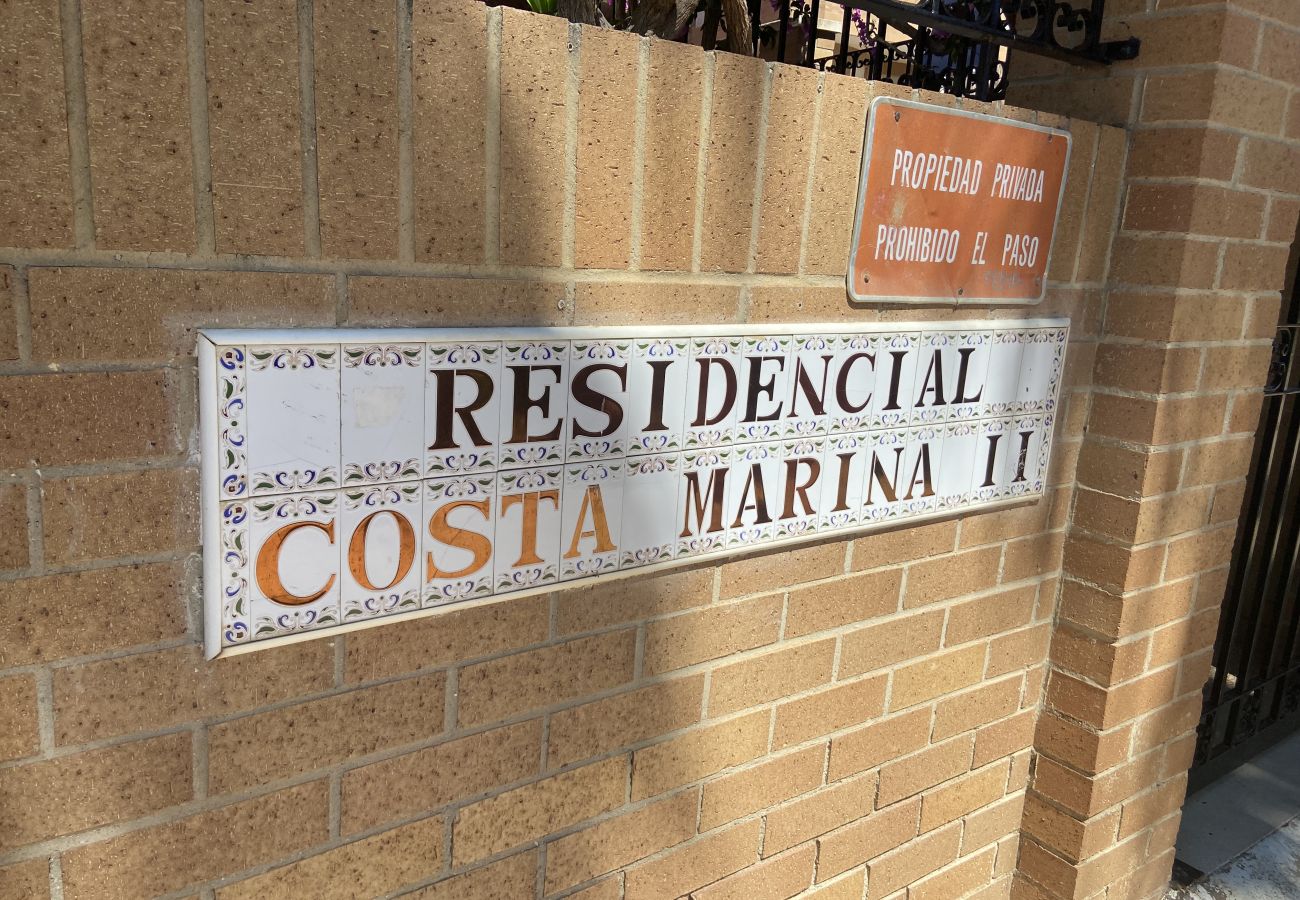 PROPIEDAD PRIVADA
PROHIBIDO EL PASO
RESIDENCIAL
COSTA MARINA II